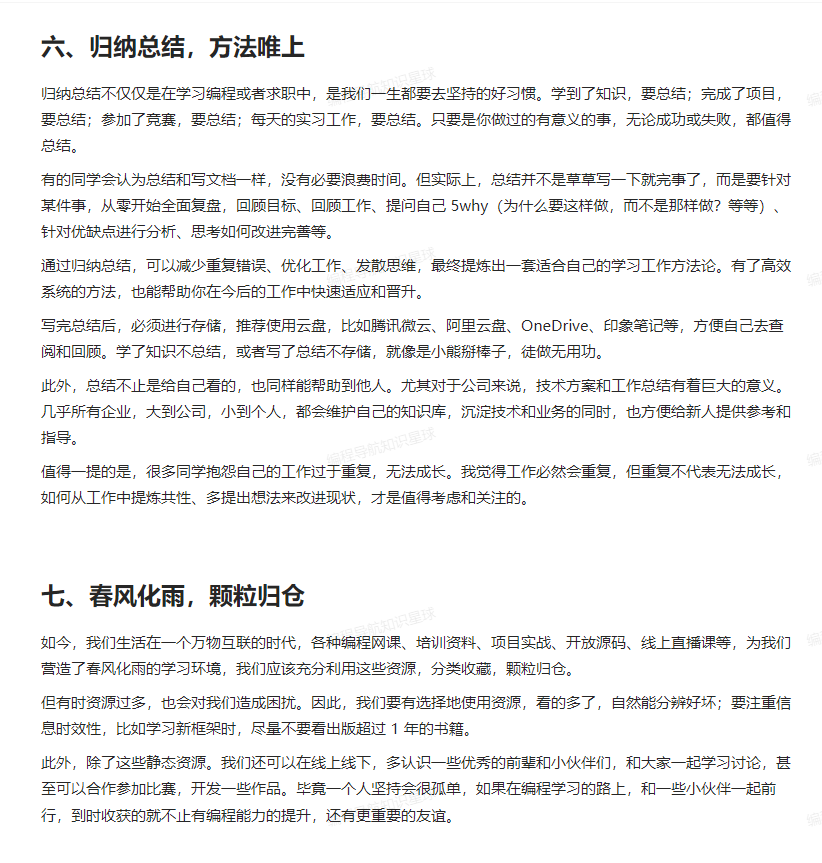 六、归纳总结，方法唯上
归纳总结不仅仅是在学习编程或者求职中，是我们一生都要去坚持的好习惯。学到了知识，要总结；完成了项目，
要总结；参加了竞赛，要总结；每天的实习工作，要总结。只要是你做过的有意义的事，无论成功或失败，都值得
总结。
有的同学会认为总结和写文档一样，没有必要浪费时间。但实际上，总结并不是草草写一下就完事了，而是要针对
某件事，从零开始全面复盘，回顾目标、回顾工作、提问自己 5why（为什么要这样做，而不是那样做？等等）、
针对优缺点进行分析、思考如何改进完善等。
通过归纳总结，可以减少重复错误、优化工作、发散思维，最终提炼出一套适合自己的学习工作方法论。有了高效
系统的方法，也能帮助你在今后的工作中快速适应和晋升。
写完总结后，必须进行存储，推荐使用云盘，比如腾讯微云、阿里云盘、OneDrive、印象笔记等，方便自己去查
阅和回顾。学了知识不总结，或者写了总结不存储，就像是小熊掰棒子，徒做无用功。
此外，总结不止是给自己看的，也同样能帮助到他人。尤其对于公司来说，技术方案和工作总结有着巨大的意义。
几乎所有企业，大到公司，小到个人，都会维护自己的知识库，沉淀技术和业务的同时，也方便给新人提供参考和
指导。
值得一提的是，很多同学抱怨自己的工作过于重复，无法成长。我觉得工作必然会重复，但重复不代表无法成长，
如何从工作中提炼共性、多提出想法来改进现状，才是值得考虑和关注的。
七、春风化雨，颗粒归仓
如今，我们生活在一个万物互联的时代，各种编程网课、培训资料、项目实战、开放源码、线上直播课等，为我们
营造了春风化雨的学习环境，我们应该充分利用这些资源，分类收藏，颗粒归仓。
但有时资源过多，也会对我们造成困扰。因此，我们要有选择地使用资源，看的多了，自然能分辨好坏；要注重信
息时效性，比如学习新框架时，尽量不要看出版超过 1 年的书籍。
此外，除了这些静态资源。我们还可以在线上线下，多认识一些优秀的前辈和小伙伴们，和大家一起学习讨论，甚
至可以合作参加比赛，开发一些作品。毕竟一个人坚持会很孤单，如果在编程学习的路上，和一些小伙伴一起前
行，到时收获的就不止有编程能力的提升，还有更重要的友谊。
编程导航知识星球
编程导航知识星球
编程导航知识星球
编程导航知识星球
编程导航知识星球